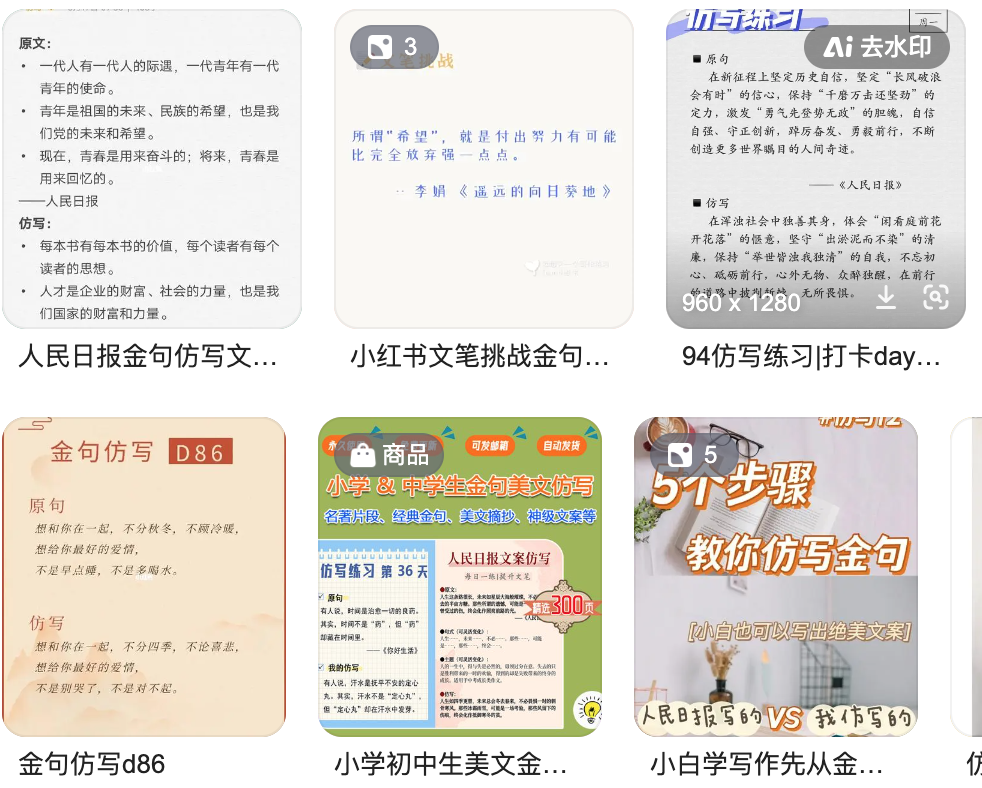 原文：
• 一代人有一代人的际遇，一代青年有一代
青年的使命。
• 青年是祖国的未来、民族的希望，也是我
们党的未来和希望。
• 现在，青春是用来奋斗的；将来，青春是
用来回忆的。
——人民日报
仿写：
• 每本书有每本书的价值，每个读者有每个
读者的思想。
• 人才是企业的财富、社会的力量，也是我
们国家的财富和力量。
人民日报金句仿写文...
3
挑战
所谓"希望"，就是付出努力有可能
比完全放弃强一点点。
-- 李娟《遥远的向日葵地》
小红书文笔挑战金句...
仿写练习
周一
Ai 去水印
■ 原句
在新征程上坚定历史自信，坚定“长风破浪
会有时”的信心，保持“千磨万击还坚劲”的
定力，激发“勇气先登势无敌”的胆魄，自信
自强、守正创新，踔厉奋发、勇毅前行，不断
创造更多世界瞩目的人间奇迹。
——《人民日报》
■ 仿写
在浑浊社会中独善其身，体会“闲看庭前花
开花落”的惬意，坚守“出淤泥而不染”的清
廉，保持“举世皆浊我独清”的自我，不忘初
心、砥砺前行，心外无物、众醉独醒，在前行
的道路中披荆斩棘，无所畏惧。
960 x 1280
94仿写练习|打卡day...
金句仿写 D86
原句
想和你在一起，不分秋冬，不顾冷暖，
想给你最好的爱情，
不是早点睡，不是多喝水。
仿写
想和你在一起，不分四季，不论喜悲，
想给你最好的爱情，
不是别哭了，不是对不起。
金句仿写d86
商品
可发邮箱
自动发货
小学 & 中学生金句美文仿写
名著片段、经典金句、美文摘抄、神级文案等
仿写练习 第 36 天
原句
有人说，时间是治愈一切的良药。
其实，时间不是“药”，但“药”
却藏在时间里。
——《你好生活》
我的仿写
有人说，汗水是抚平不安的定心
丸。其实，汗水不是“定心丸”，
但“定心丸”却在汗水中发芽。
人民日报文案仿写
每日一练|提升文笔
精选300页
小学初中生美文金...
5
5个步骤
教你仿写金句
[小白也可以写出绝美文案]
人民日报写的 VS 我仿写的
小白学写作先从金...
仿